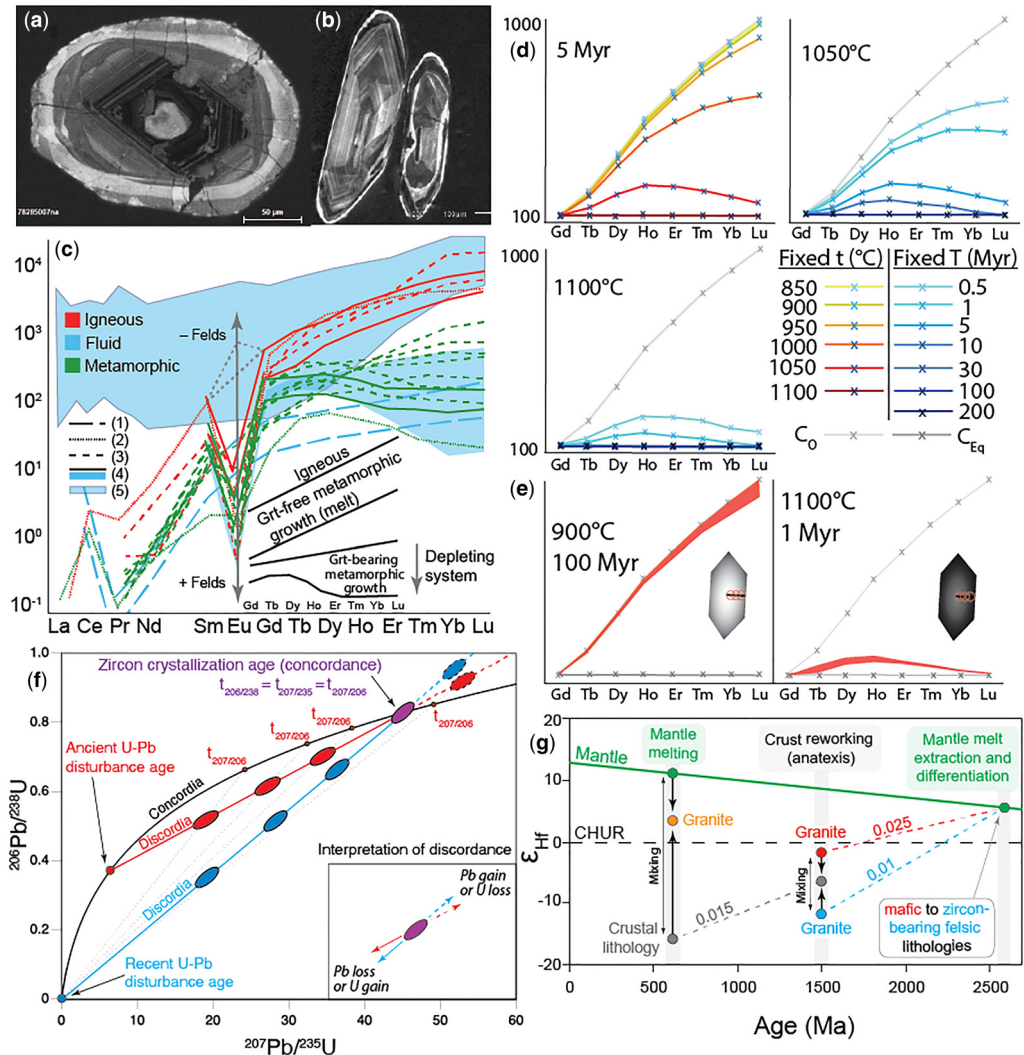 (a)
78285007na
50 µm
(b)
100µm
(c)
10⁴
10³
10²
10¹
10⁰
10⁻¹
Igneous
Fluid
Metamorphic
– Felds
(1)
(2)
(3)
(4)
(5)
Igneous
Grt-free metamorphic
growth (melt)
Grt-bearing
metamorphic
growth
Depleting
system
+ Felds
Gd Tb Dy Ho Er Tm Yb Lu
La Ce Pr Nd Sm Eu Gd Tb Dy Ho Er Tm Yb Lu
(d)
1000
5 Myr
100
Gd Tb Dy Ho Er Tm Yb Lu
1050°C
Gd Tb Dy Ho Er Tm Yb Lu
1000
1100°C
100
Gd Tb Dy Ho Er Tm Yb Lu
Fixed t (°C) Fixed T (Myr)
850 0.5
900 1
950 5
1000 10
1050 30
1100 100
200
C₀ C_Eq
(e)
900°C
100 Myr
Gd Tb Dy Ho Er Tm Yb Lu
1100°C
1 Myr
Gd Tb Dy Ho Er Tm Yb Lu
(f)
1.0
0.8
0.6
0.4
0.2
0
²⁰⁶Pb/²³⁸U
Zircon crystallization age (concordance)
t206/238 = t207/235 = t207/206
t207/206
t207/206
t207/206
t207/206
Ancient U-Pb
disturbance age
Concordia
Discordia
Discordia
Recent U-Pb
disturbance age
Interpretation of discordance
Pb gain
or U loss
Pb loss
or U gain
0 10 20 30 40 50 60
²⁰⁷Pb/²³⁵U
(g)
20
10
0
-10
-20
εHf
Mantle
Mantle
melting
Crust reworking
(anatexis)
Mantle melt
extraction and
differentiation
Granite
CHUR
Mixing
Granite
0.025
Mixing
0.01
0.015
Crustal
lithology
Granite
mafic to zircon-
bearing felsic
lithologies
0 500 1000 1500 2000 2500
Age (Ma)